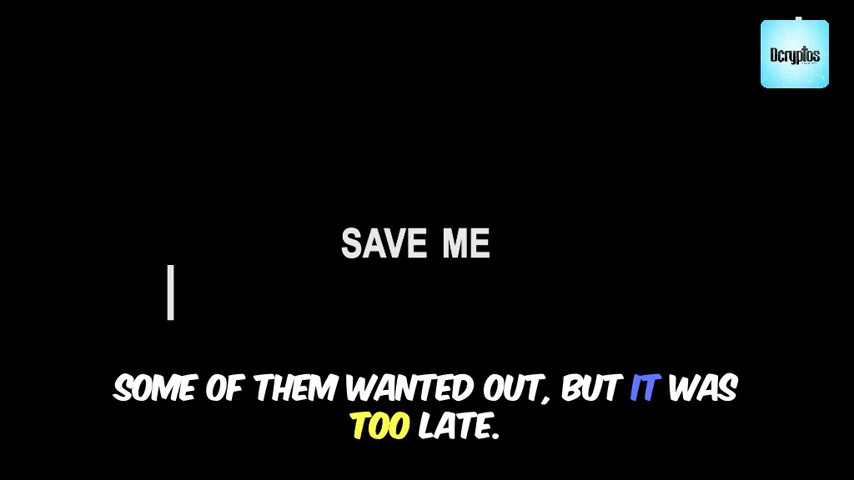 Dcryptos
SAVE ME
SOME OF THEM WANTED OUT, BUT IT WAS
TOO LATE.